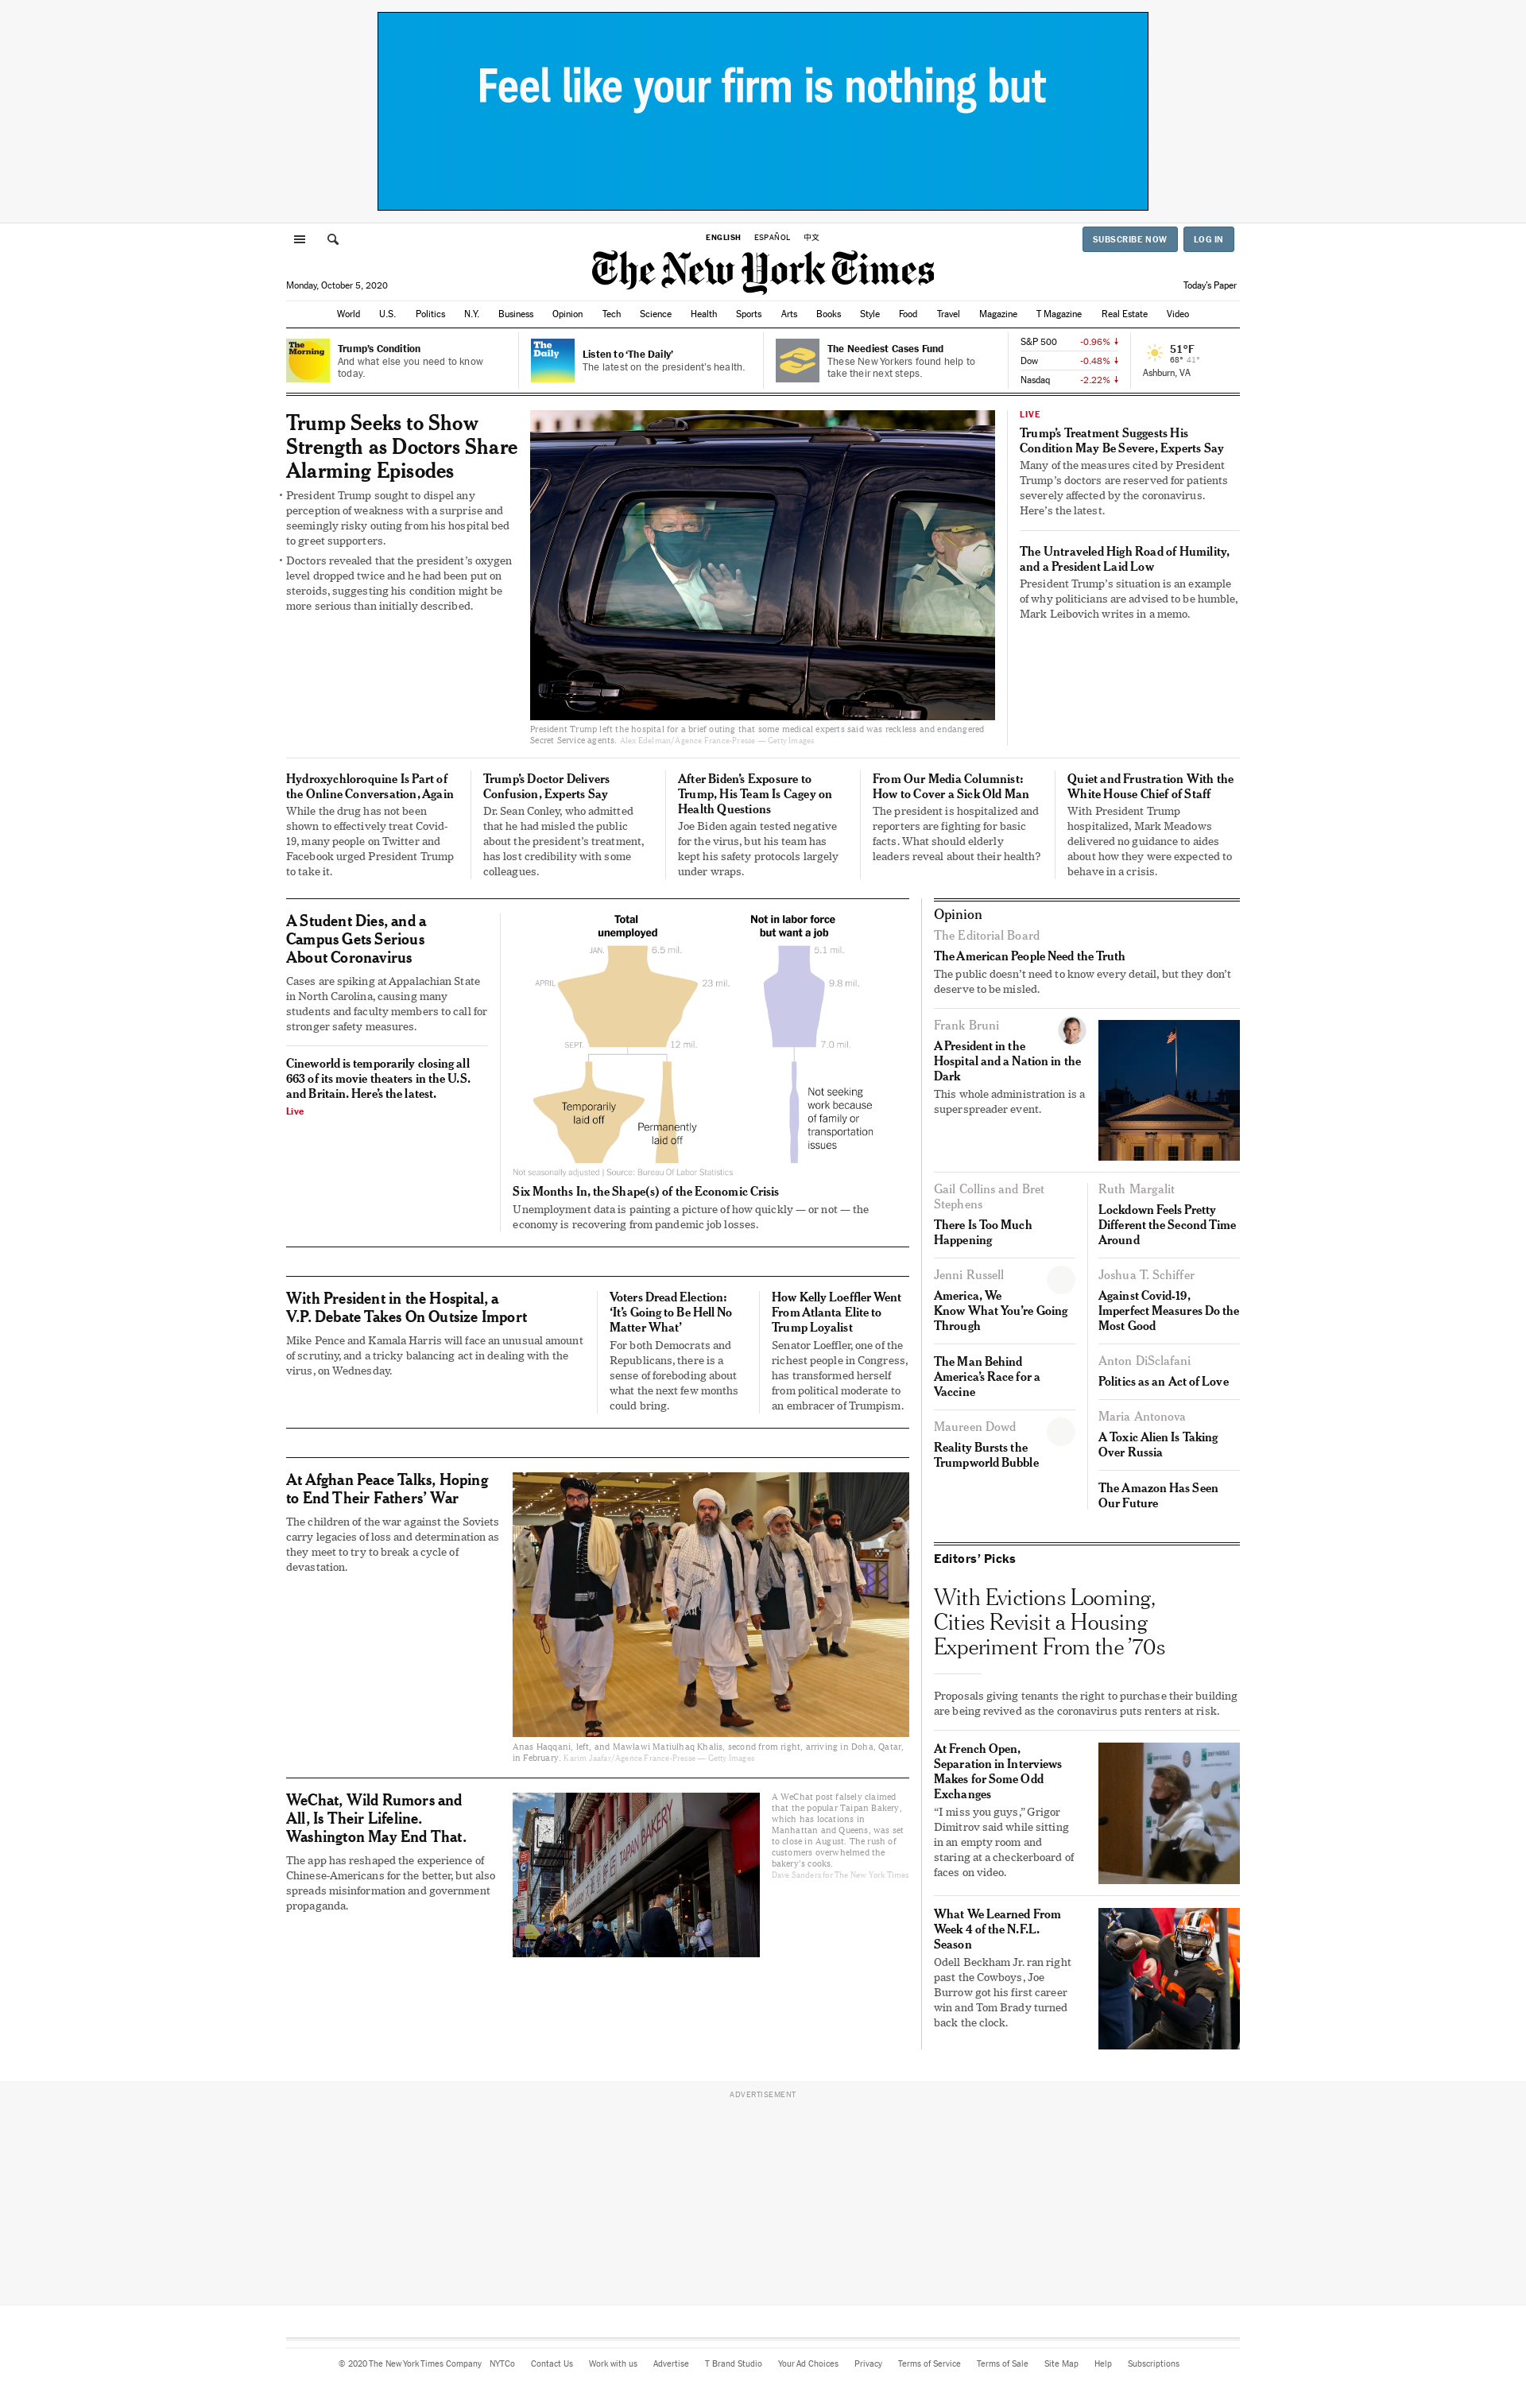 Feel like your firm is nothing but
ENGLISH ESPAÑOL 中文
SUBSCRIBE NOW LOG IN
The New York Times
Monday, October 5, 2020
Today's Paper
World U.S. Politics N.Y. Business Opinion Tech Science Health Sports Arts Books Style Food Travel Magazine T Magazine Real Estate Video
The Morning
Trump's Condition
And what else you need to know
today.
The Daily
Listen to 'The Daily'
The latest on the president's health.
The Neediest Cases Fund
These New Yorkers found help to
take their next steps.
S&P 500 -0.96%
Dow -0.48%
Nasdaq -2.22%
51°F
68° 41°
Ashburn, VA
Trump Seeks to Show
Strength as Doctors Share
Alarming Episodes
• President Trump sought to dispel any
perception of weakness with a surprise and
seemingly risky outing from his hospital bed
to greet supporters.
• Doctors revealed that the president's oxygen
level dropped twice and he had been put on
steroids, suggesting his condition might be
more serious than initially described.
President Trump left the hospital for a brief outing that some medical experts said was reckless and endangered
Secret Service agents. Alex Edelman/Agence France-Presse — Getty Images
LIVE
Trump's Treatment Suggests His
Condition May Be Severe, Experts Say
Many of the measures cited by President
Trump's doctors are reserved for patients
severely affected by the coronavirus.
Here's the latest.
The Untraveled High Road of Humility,
and a President Laid Low
President Trump's situation is an example
of why politicians are advised to be humble,
Mark Leibovich writes in a memo.
Hydroxychloroquine Is Part of
the Online Conversation, Again
While the drug has not been
shown to effectively treat Covid-
19, many people on Twitter and
Facebook urged President Trump
to take it.
Trump's Doctor Delivers
Confusion, Experts Say
Dr. Sean Conley, who admitted
that he had misled the public
about the president's treatment,
has lost credibility with some
colleagues.
After Biden's Exposure to
Trump, His Team Is Cagey on
Health Questions
Joe Biden again tested negative
for the virus, but his team has
kept his safety protocols largely
under wraps.
From Our Media Columnist:
How to Cover a Sick Old Man
The president is hospitalized and
reporters are fighting for basic
facts. What should elderly
leaders reveal about their health?
Quiet and Frustration With the
White House Chief of Staff
With President Trump
hospitalized, Mark Meadows
delivered no guidance to aides
about how they were expected to
behave in a crisis.
A Student Dies, and a
Campus Gets Serious
About Coronavirus
Cases are spiking at Appalachian State
in North Carolina, causing many
students and faculty members to call for
stronger safety measures.
Cineworld is temporarily closing all
663 of its movie theaters in the U.S.
and Britain. Here's the latest.
Live
Total
unemployed
Not in labor force
but want a job
JAN. 6.5 mil. 5.1 mil.
APRIL 23 mil. 9.8 mil.
SEPT. 12 mil. 7.0 mil.
Temporarily
laid off
Permanently
laid off
Not seeking
work because
of family or
transportation
issues
Not seasonally adjusted | Source: Bureau Of Labor Statistics
Six Months In, the Shape(s) of the Economic Crisis
Unemployment data is painting a picture of how quickly — or not — the
economy is recovering from pandemic job losses.
With President in the Hospital, a
V.P. Debate Takes On Outsize Import
Mike Pence and Kamala Harris will face an unusual amount
of scrutiny, and a tricky balancing act in dealing with the
virus, on Wednesday.
Voters Dread Election:
'It's Going to Be Hell No
Matter What'
For both Democrats and
Republicans, there is a
sense of foreboding about
what the next few months
could bring.
How Kelly Loeffler Went
From Atlanta Elite to
Trump Loyalist
Senator Loeffler, one of the
richest people in Congress,
has transformed herself
from political moderate to
an embracer of Trumpism.
At Afghan Peace Talks, Hoping
to End Their Fathers' War
The children of the war against the Soviets
carry legacies of loss and determination as
they meet to try to break a cycle of
devastation.
Anas Haqqani, left, and Mawlawi Matiulhaq Khalis, second from right, arriving in Doha, Qatar,
in February. Karim Jaafar/Agence France-Presse — Getty Images
WeChat, Wild Rumors and
All, Is Their Lifeline.
Washington May End That.
The app has reshaped the experience of
Chinese-Americans for the better, but also
spreads misinformation and government
propaganda.
TAIPAN BAKERY
A WeChat post falsely claimed
that the popular Taipan Bakery,
which has locations in
Manhattan and Queens, was set
to close in August. The rush of
customers overwhelmed the
bakery's cooks.
Dave Sanders for The New York Times
Opinion
The Editorial Board
The American People Need the Truth
The public doesn't need to know every detail, but they don't
deserve to be misled.
Frank Bruni
A President in the
Hospital and a Nation in the
Dark
This whole administration is a
superspreader event.
Gail Collins and Bret
Stephens
There Is Too Much
Happening
Jenni Russell
America, We
Know What You're Going
Through
The Man Behind
America's Race for a
Vaccine
Maureen Dowd
Reality Bursts the
Trumpworld Bubble
Ruth Margalit
Lockdown Feels Pretty
Different the Second Time
Around
Joshua T. Schiffer
Against Covid-19,
Imperfect Measures Do the
Most Good
Anton DiSclafani
Politics as an Act of Love
Maria Antonova
A Toxic Alien Is Taking
Over Russia
The Amazon Has Seen
Our Future
Editors' Picks
With Evictions Looming,
Cities Revisit a Housing
Experiment From the '70s
Proposals giving tenants the right to purchase their building
are being revived as the coronavirus puts renters at risk.
At French Open,
Separation in Interviews
Makes for Some Odd
Exchanges
“I miss you guys,” Grigor
Dimitrov said while sitting
in an empty room and
staring at a checkerboard of
faces on video.
What We Learned From
Week 4 of the N.F.L.
Season
Odell Beckham Jr. ran right
past the Cowboys, Joe
Burrow got his first career
win and Tom Brady turned
back the clock.
ADVERTISEMENT
© 2020 The New York Times Company NYTCo Contact Us Work with us Advertise T Brand Studio Your Ad Choices Privacy Terms of Service Terms of Sale Site Map Help Subscriptions